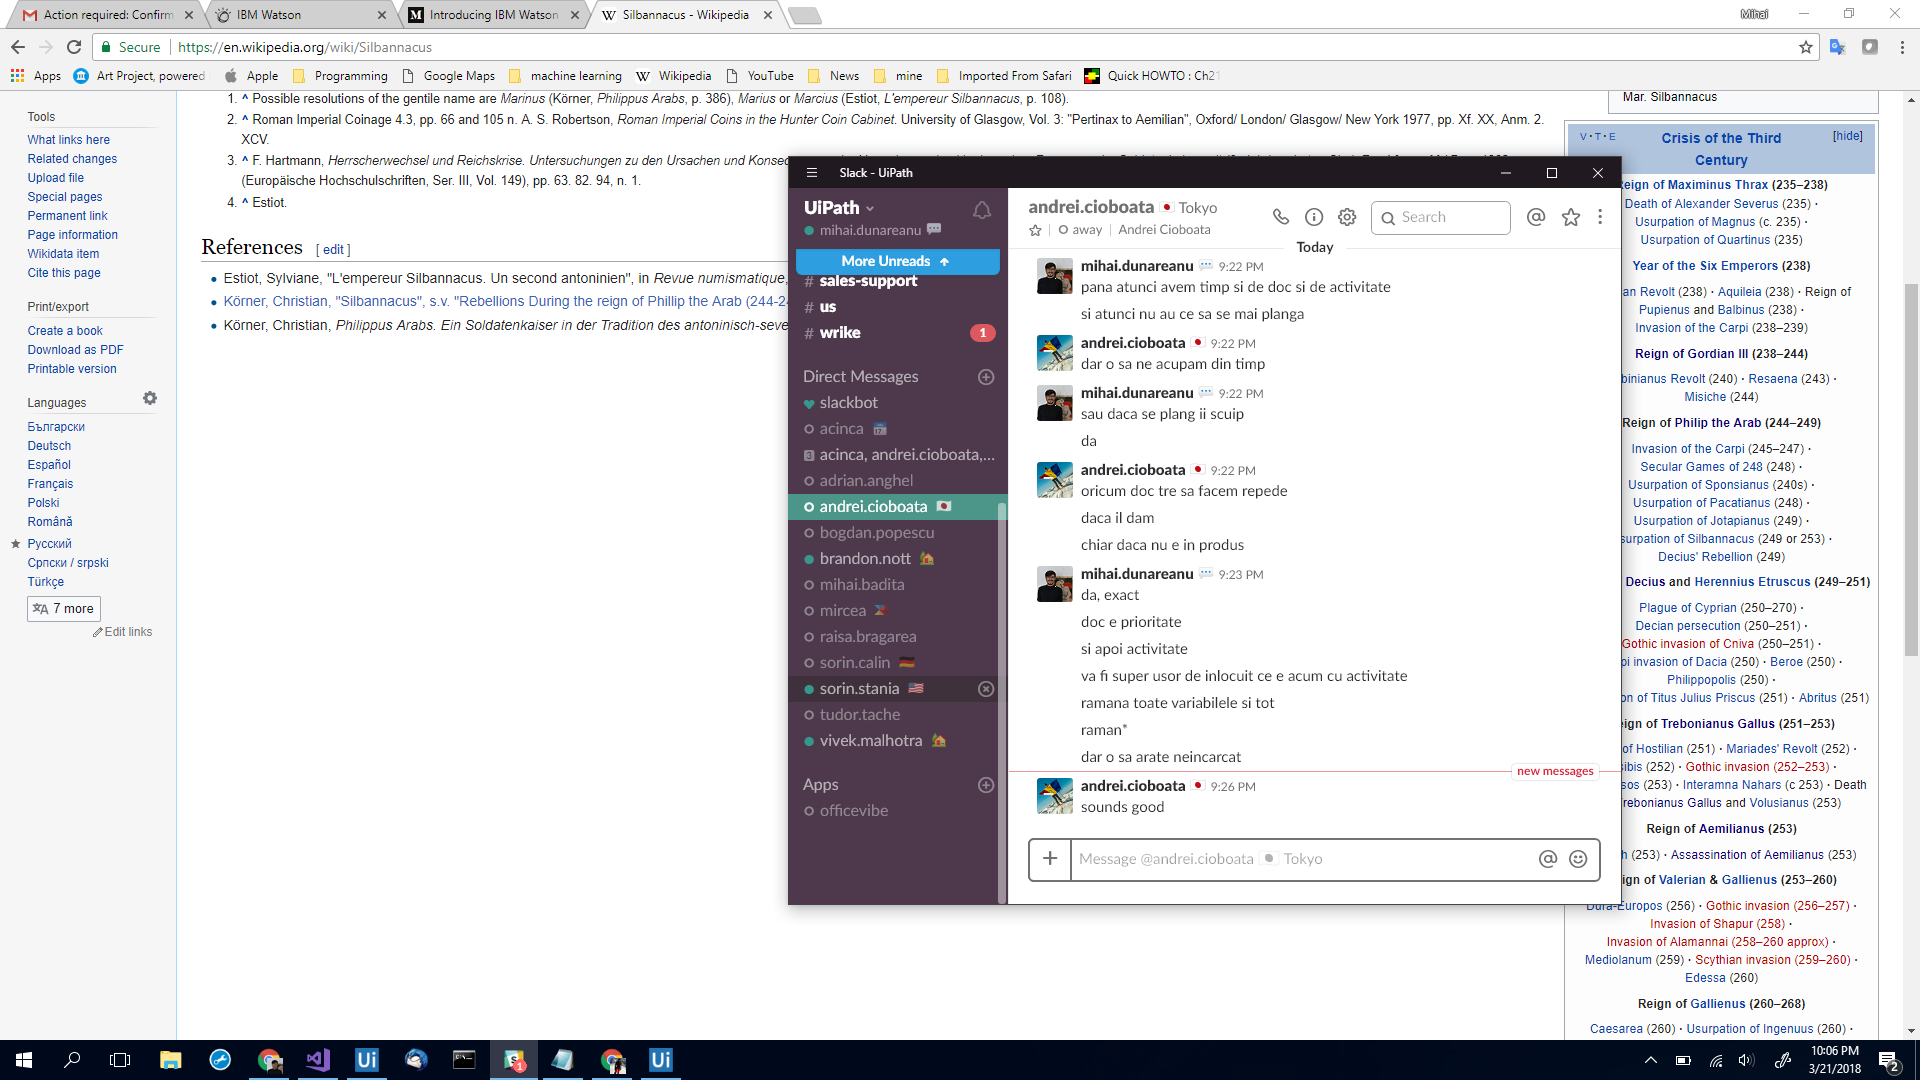 Action required: Confirm
IBM Watson
Introducing IBM Watson
Silbannacus - Wikipedia
Mihai
Secure
https://en.wikipedia.org/wiki/Silbannacus
Apps
Art Project, powered
Apple
Programming
Google Maps
machine learning
Wikipedia
YouTube
News
mine
Imported From Safari
Quick HOWTO : Ch21
Tools
What links here
Related changes
Upload file
Special pages
Permanent link
Page information
Wikidata item
Cite this page
Print/export
Create a book
Download as PDF
Printable version
Languages
Български
Deutsch
Español
Français
Polski
Română
Русский
Српски / srpski
Türkçe
7 more
Edit links
1. ^ Possible resolutions of the gentile name are Marinus (Körner, Philippus Arabs, p. 386), Marius or Marcius (Estiot, L'empereur Silbannacus, p. 108).
2. ^ Roman Imperial Coinage 4.3, pp. 66 and 105 n. A. S. Robertson, Roman Imperial Coins in the Hunter Coin Cabinet. University of Glasgow, Vol. 3: "Pertinax to Aemilian", Oxford/ London/ Glasgow/ New York 1977, pp. Xf. XX, Anm. 2.
XCV.
3. ^ F. Hartmann, Herrscherwechsel und Reichskrise. Untersuchungen zu den Ursachen und
(Europäische Hochschulschriften, Ser. III, Vol. 149), pp. 63. 82. 94, n. 1.
4. ^ Estiot.
References [ edit ]
• Estiot, Sylviane, "L'empereur Silbannacus. Un second antoninien", in Revue numismatique,
• Körner, Christian, "Silbannacus", s.v. "Rebellions During the reign of Phillip the Arab (244-24
• Körner, Christian, Philippus Arabs. Ein Soldatenkaiser in der Tradition des antoninisch-seve
Slack - UiPath
UiPath
mihai.dunareanu
More Unreads
# sales-support
# us
# wrike 1
Direct Messages
slackbot
acinca
17
3 acinca, andrei.cioboata,...
adrian.anghel
andrei.cioboata
bogdan.popescu
brandon.nott
mihai.badita
mircea
raisa.bragarea
sorin.calin
sorin.stania
tudor.tache
vivek.malhotra
Apps
officevibe
andrei.cioboata Tokyo
away | Andrei Cioboata
Search
Today
mihai.dunareanu 9:22 PM
pana atunci avem timp si de doc si de activitate
si atunci nu au ce sa se mai planga
andrei.cioboata 9:22 PM
dar o sa ne acupam din timp
mihai.dunareanu 9:22 PM
sau daca se plang ii scuip
da
andrei.cioboata 9:22 PM
oricum doc tre sa facem repede
daca il dam
chiar daca nu e in produs
mihai.dunareanu 9:23 PM
da, exact
doc e prioritate
si apoi activitate
va fi super usor de inlocuit ce e acum cu activitate
ramana toate variabilele si tot
raman*
dar o sa arate neincarcat
new messages
andrei.cioboata 9:26 PM
sounds good
Message @andrei.cioboata Tokyo
Mar. Silbannacus
V · T · E
Crisis of the Third
Century
[hide]
eign of Maximinus Thrax (235–238)
Death of Alexander Severus (235) ·
Usurpation of Magnus (c. 235) ·
Usurpation of Quartinus (235)
Year of the Six Emperors (238)
an Revolt (238) · Aquileia (238) · Reign of
Pupienus and Balbinus (238) ·
Invasion of the Carpi (238–239)
Reign of Gordian III (238–244)
binianus Revolt (240) · Resaena (243) ·
Misiche (244)
Reign of Philip the Arab (244–249)
Invasion of the Carpi (245–247) ·
Secular Games of 248 (248) ·
Usurpation of Sponsianus (240s) ·
Usurpation of Pacatianus (248) ·
Usurpation of Jotapianus (249) ·
surpation of Silbannacus (249 or 253) ·
Decius' Rebellion (249)
Decius and Herennius Etruscus (249–251)
Plague of Cyprian (250–270) ·
Decian persecution (250–251) ·
Gothic invasion of Cniva (250–251) ·
pi invasion of Dacia (250) · Beroe (250) ·
Philippopolis (250) ·
on of Titus Julius Priscus (251) · Abritus (251)
ign of Trebonianus Gallus (251–253)
of Hostilian (251) · Mariades' Revolt (252) ·
sibis (252) · Gothic invasion (252–253) ·
sos (253) · Interamna Nahars (c 253) · Death
rebonianus Gallus and Volusianus (253)
Reign of Aemilianus (253)
h (253) · Assassination of Aemilianus (253)
ign of Valerian & Gallienus (253–260)
Dura-Europos (256) · Gothic invasion (256–257) ·
Invasion of Shapur (258) ·
Invasion of Alamannai (258–260 approx) ·
Mediolanum (259) · Scythian invasion (259–260) ·
Edessa (260)
Reign of Gallienus (260–268)
Caesarea (260) · Usurpation of Ingenuus (260) ·
Ui
1
Ui
10:06 PM
3/21/2018
2